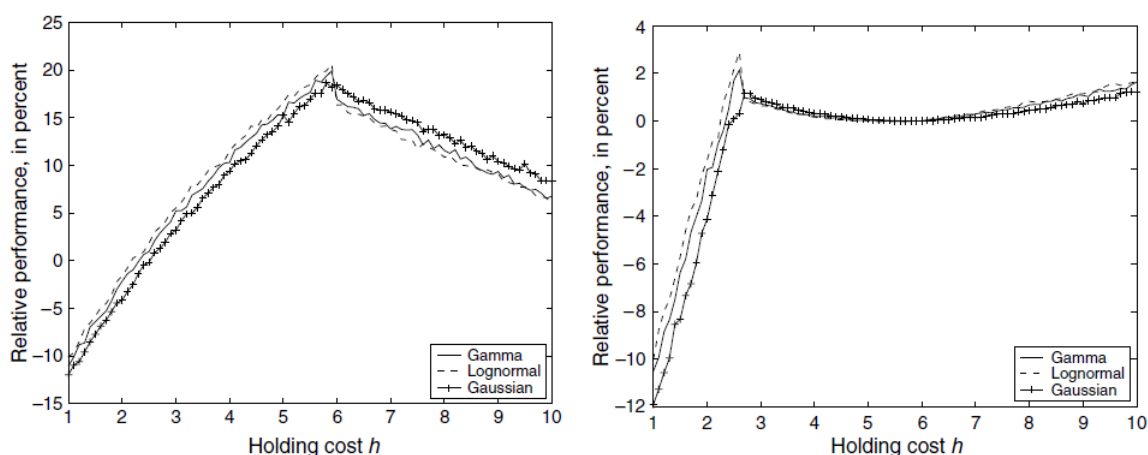 Relative performance, in percent
25
20
15
10
5
0
−5
−10
−15
1 2 3 4 5 6 7 8 9 10
Holding cost h
Gamma
Lognormal
Gaussian
Relative performance, in percent
4
2
0
−2
−4
−6
−8
−10
−12
1 2 3 4 5 6 7 8 9 10
Holding cost h
Gamma
Lognormal
Gaussian